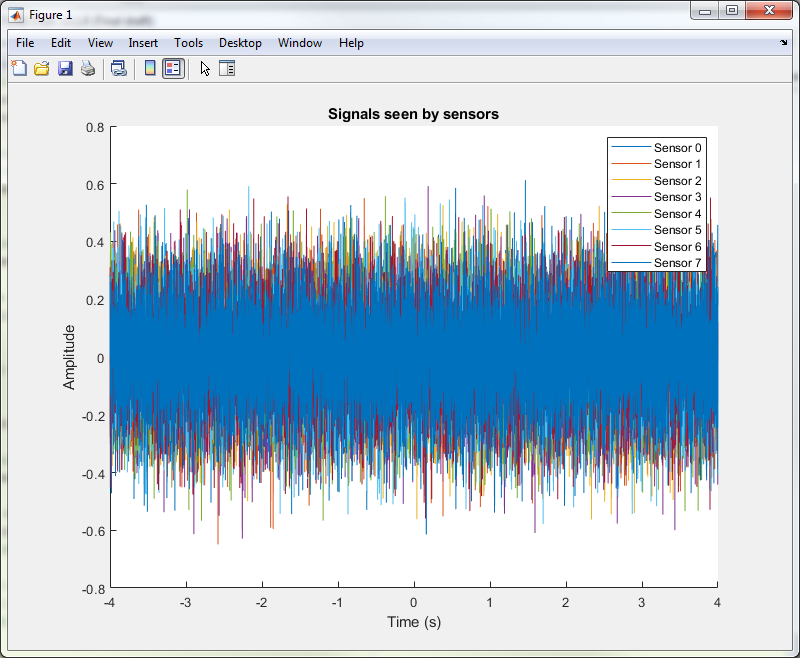 Figure 1
File Edit View Insert Tools Desktop Window Help
Signals seen by sensors
Sensor 0
Sensor 1
Sensor 2
Sensor 3
Sensor 4
Sensor 5
Sensor 6
Sensor 7
Amplitude
0.8
0.6
0.4
0.2
0
-0.2
-0.4
-0.6
-0.8
-4 -3 -2 -1 0 1 2 3 4
Time (s)